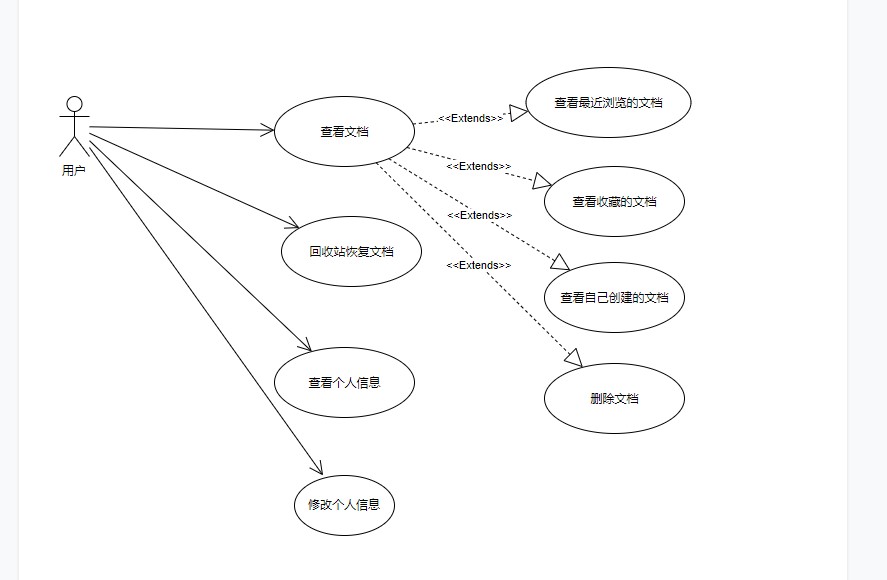 用户
查看文档
回收站恢复文档
查看个人信息
修改个人信息
<<Extends>>
<<Extends>>
<<Extends>>
<<Extends>>
查看最近浏览的文档
查看收藏的文档
查看自己创建的文档
删除文档